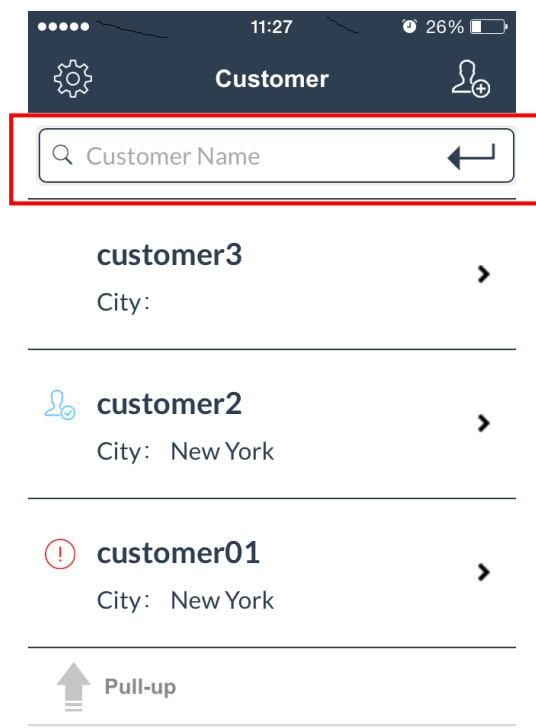 11:27
26%
Customer
Customer Name
customer3
City:
customer2
City: New York
customer01
City: New York
Pull-up